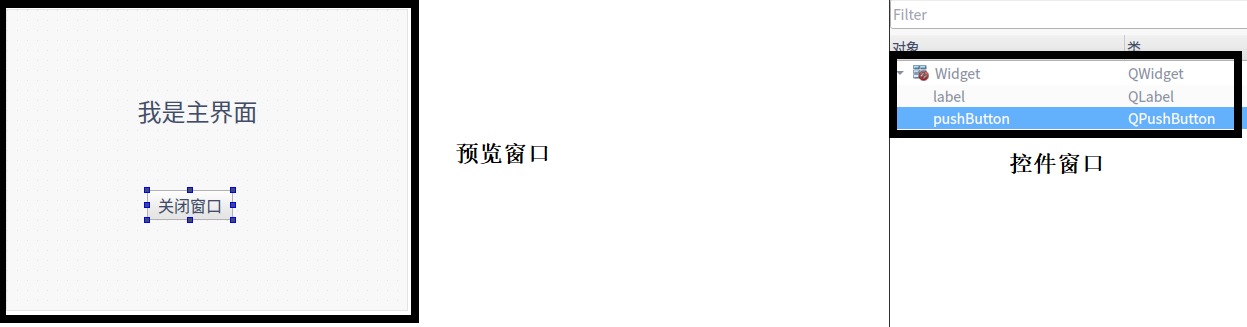 我是主界面
关闭窗口
预览窗口
Filter
对象 类
Widget QWidget
label QLabel
pushButton QPushButton
控件窗口